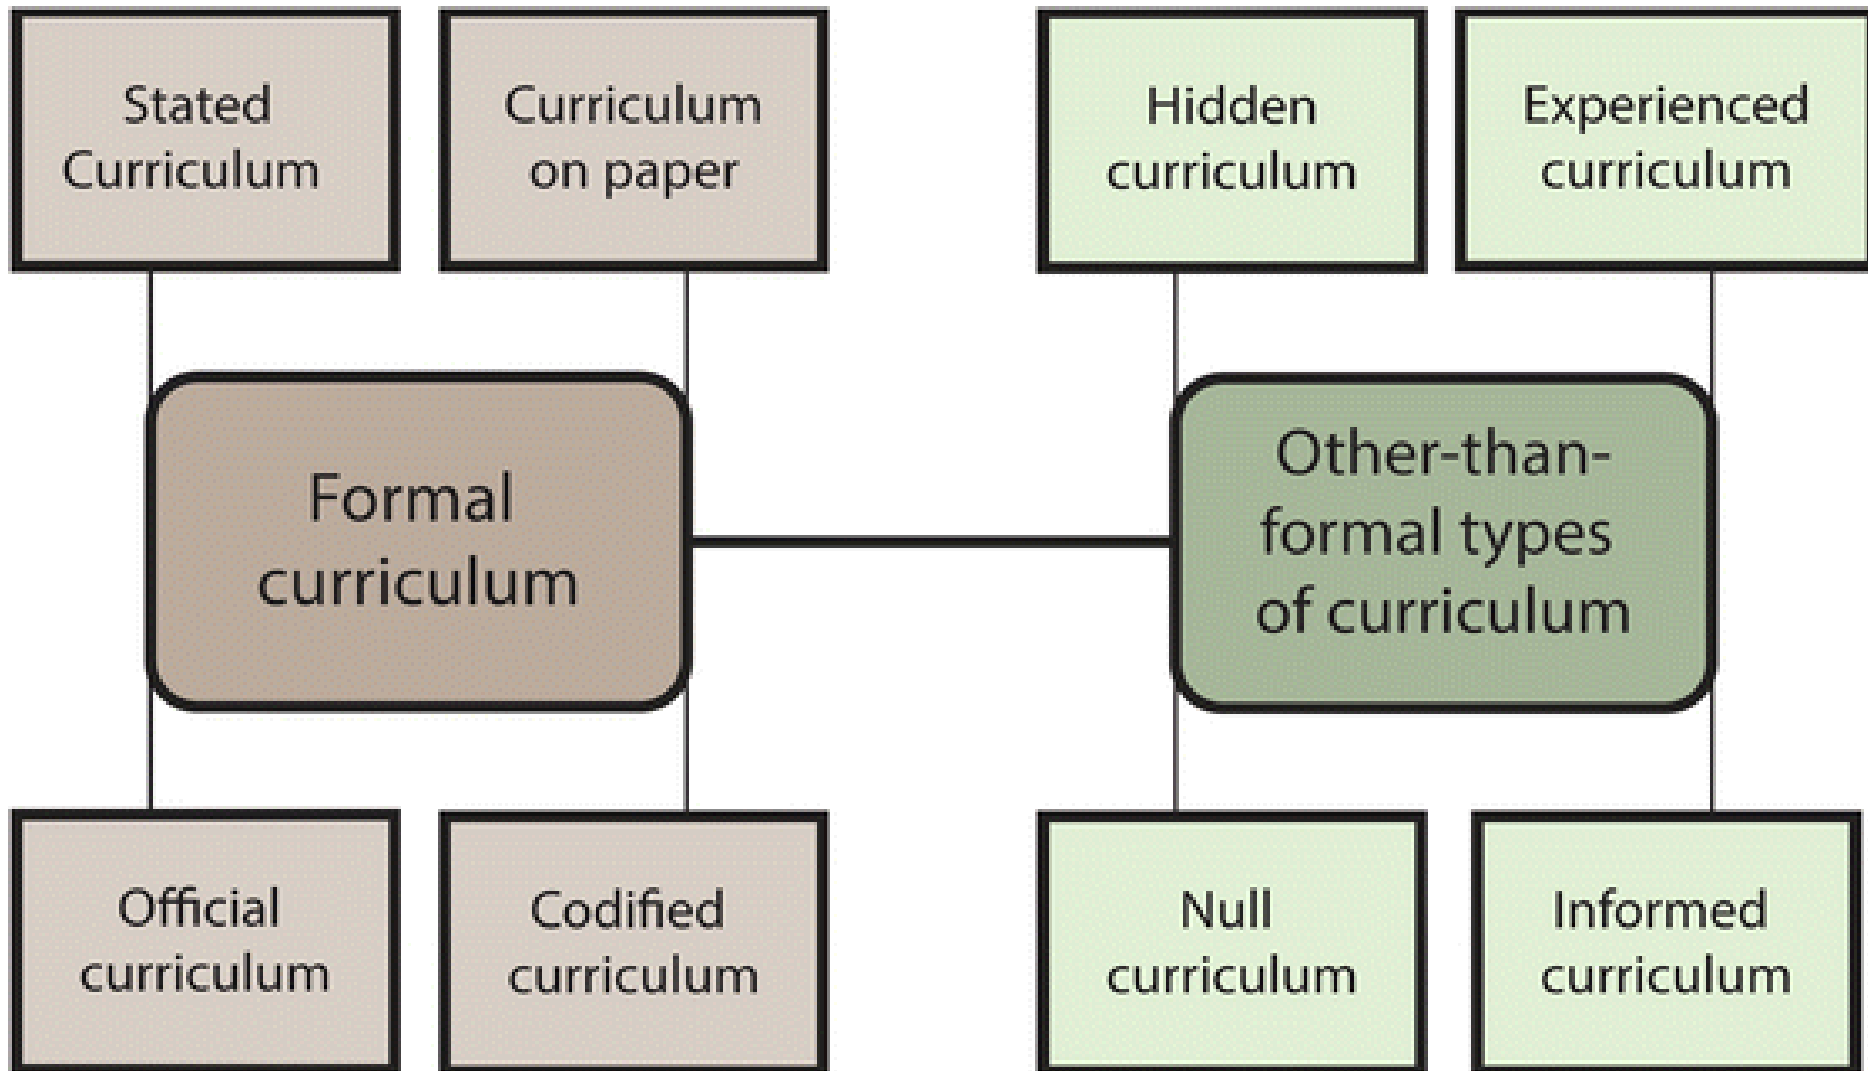 Stated
Curriculum
Curriculum
on paper
Hidden
curriculum
Experienced
curriculum
Formal
curriculum
Other-than-
formal types
of curriculum
Official
curriculum
Codified
curriculum
Null
curriculum
Informed
curriculum